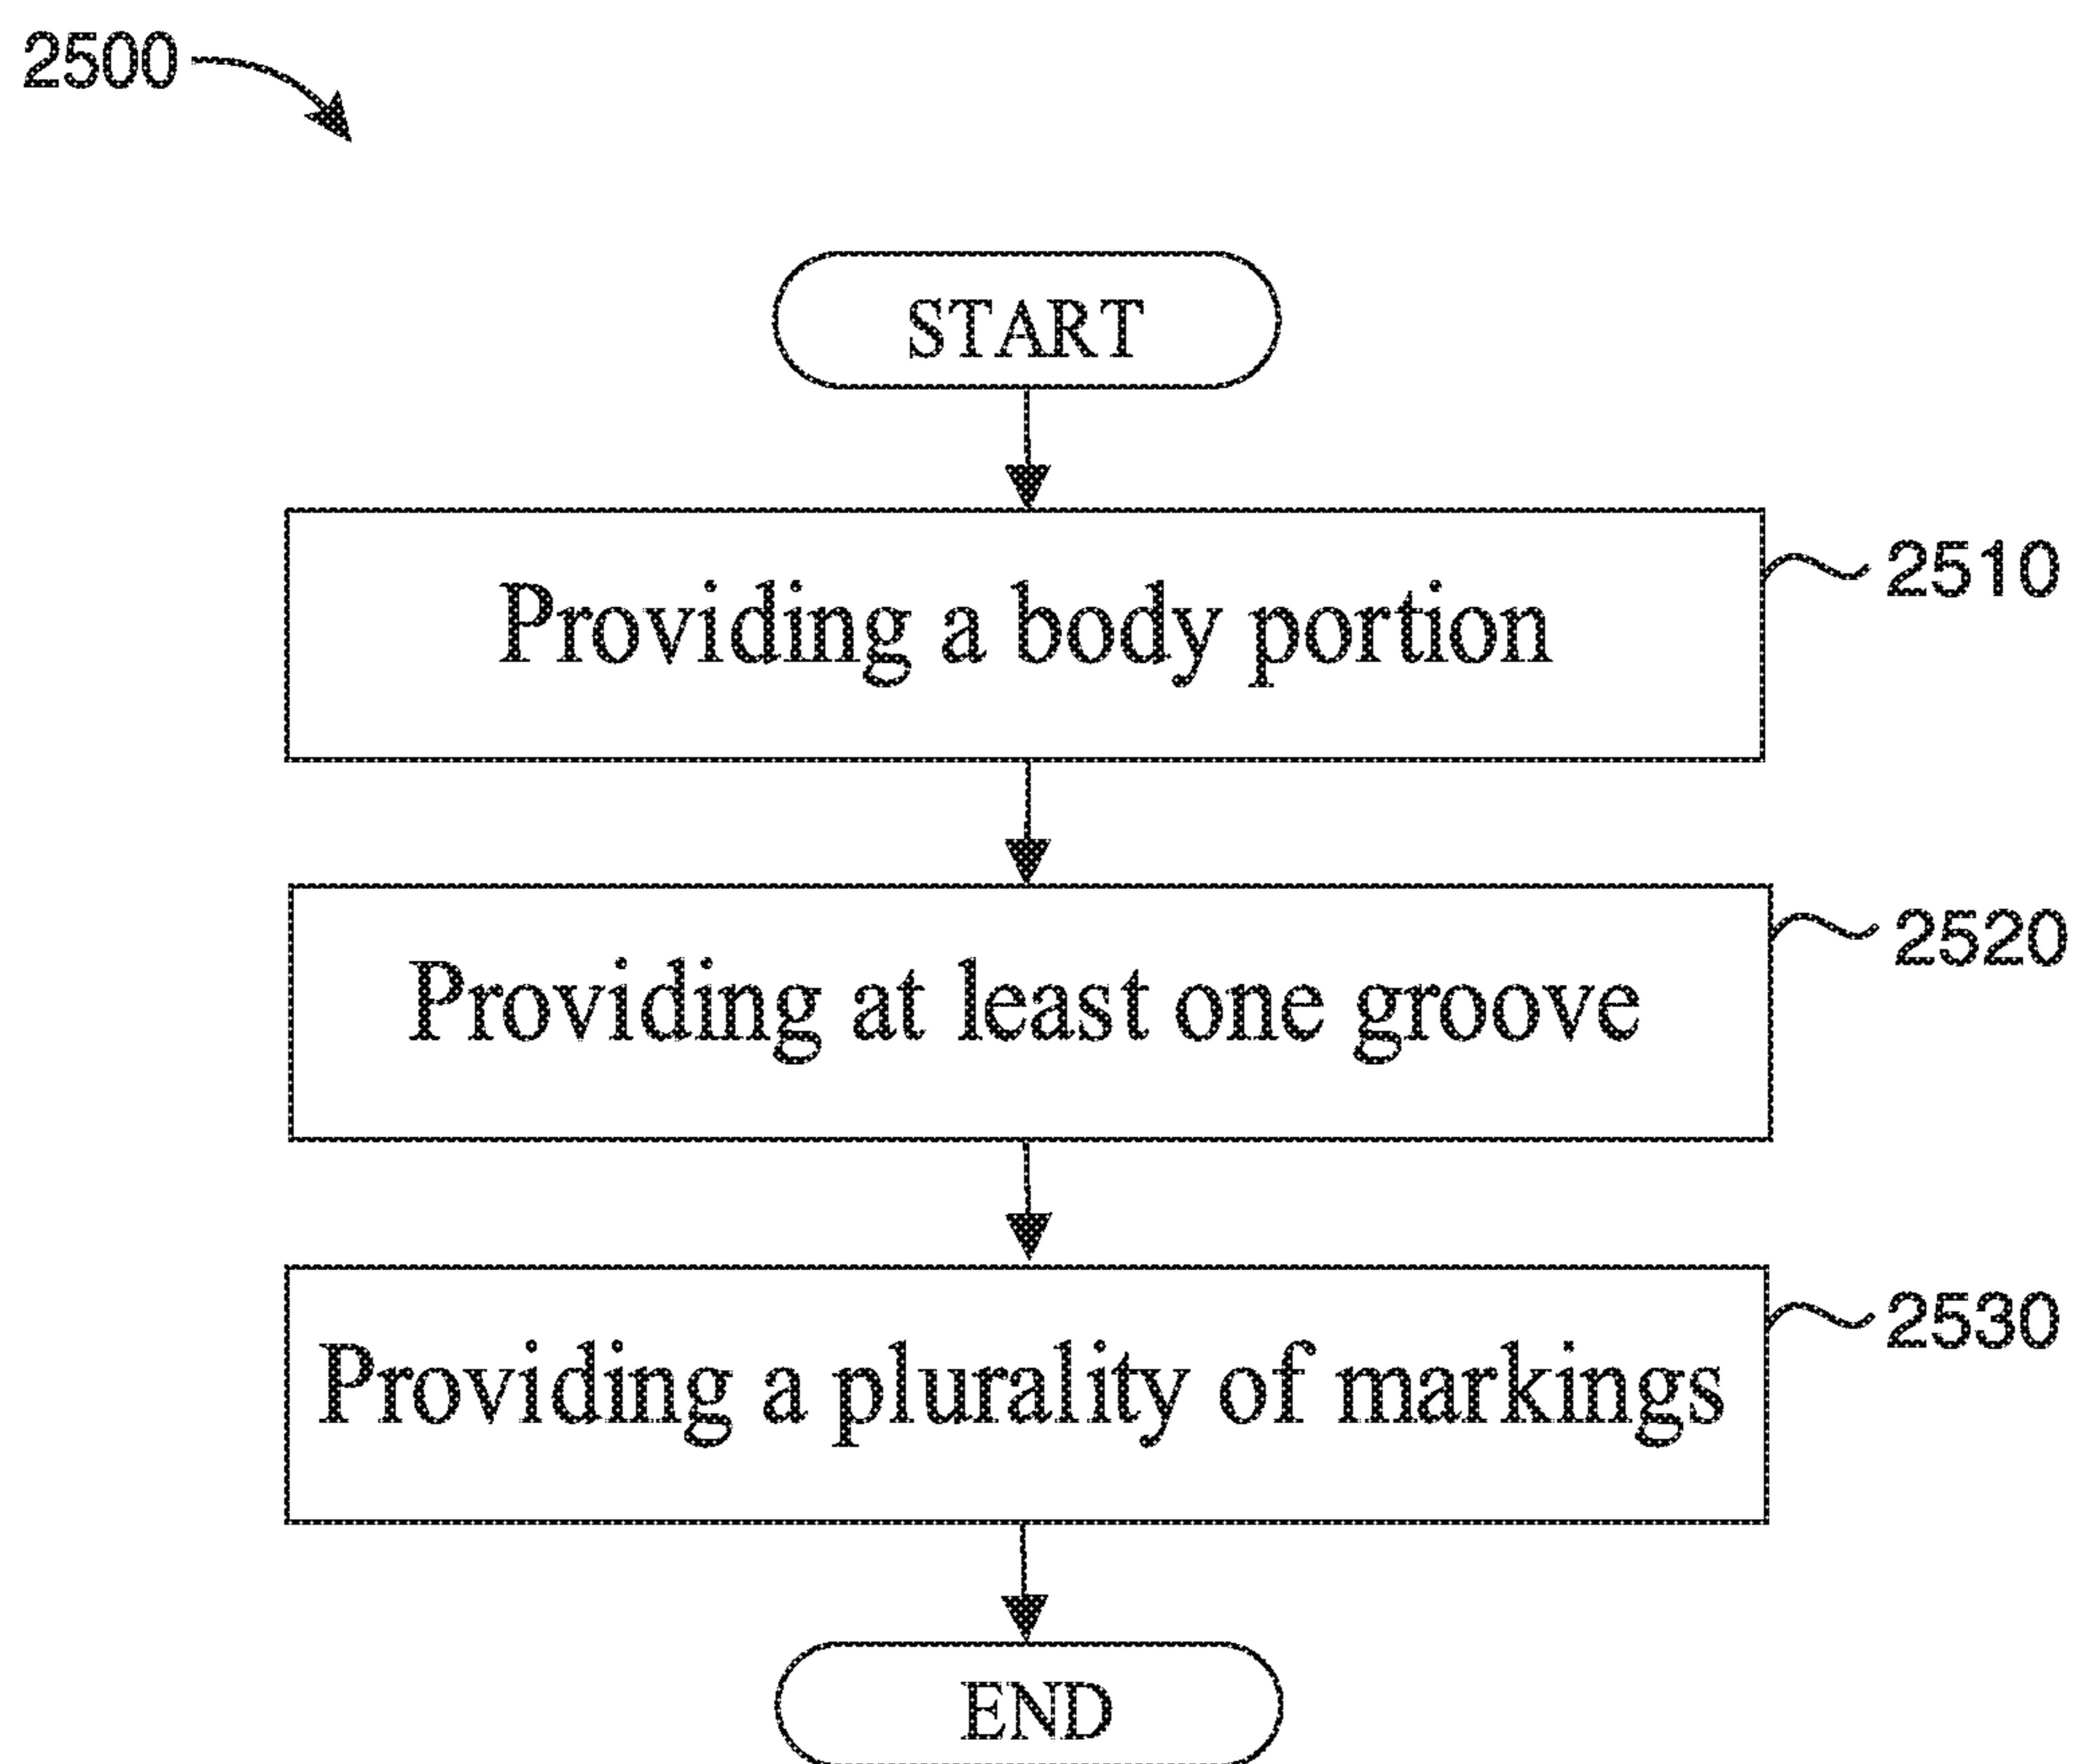 2500
START
Providing a body portion
2510
Providing at least one groove
2520
Providing a plurality of markings
2530
END